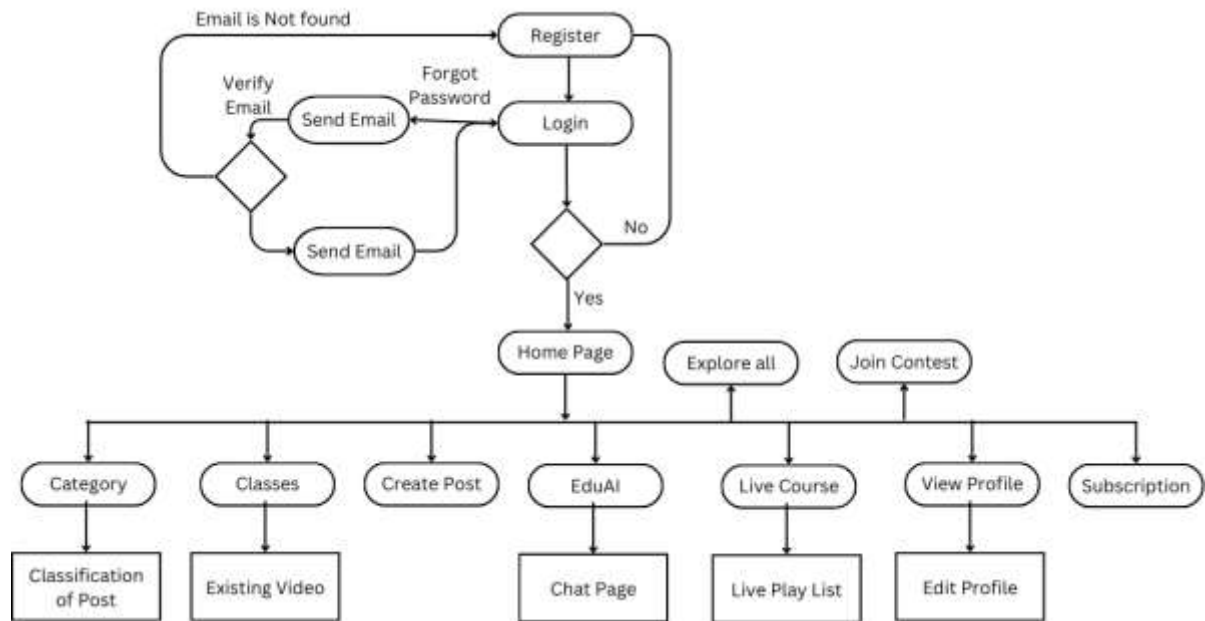 Email is Not found
Register
Verify
Email
Forgot
Password
Send Email
Login
No
Send Email
Yes
Home Page
Explore all
Join Contest
Category
Classes
Create Post
EduAI
Live Course
View Profile
Subscription
Classification
of Post
Existing Video
Chat Page
Live Play List
Edit Profile